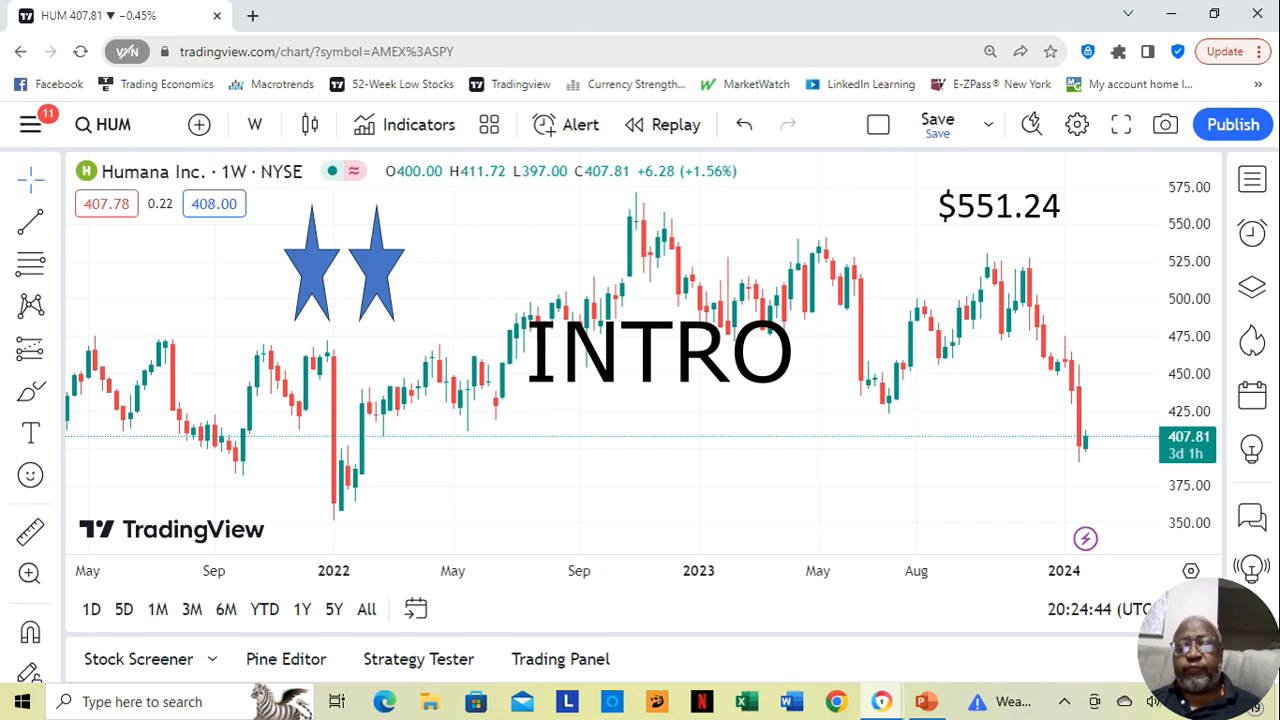 HUM 407.81 ▼ −0.45%
tradingview.com/chart/?symbol=AMEX%3ASPY
Update
Facebook
Trading Economics
Macrotrends
52-Week Low Stocks
Tradingview
Currency Strength...
MarketWatch
LinkedIn Learning
E-ZPass® New York
My account home l...
11
HUM
W
Indicators
Alert
Replay
Save
Save
Publish
Humana Inc. · 1W · NYSE
O400.00 H411.72 L397.00 C407.81 +6.28 (+1.56%)
407.78
0.22
408.00
$551.24
INTRO
575.00
550.00
525.00
500.00
475.00
450.00
425.00
407.81
3d 1h
375.00
350.00
TradingView
May
Sep
2022
May
Sep
2023
May
Aug
2024
1D 5D 1M 3M 6M YTD 1Y 5Y All
20:24:44 (UTC
Stock Screener
Pine Editor
Strategy Tester
Trading Panel
Type here to search
Wea...